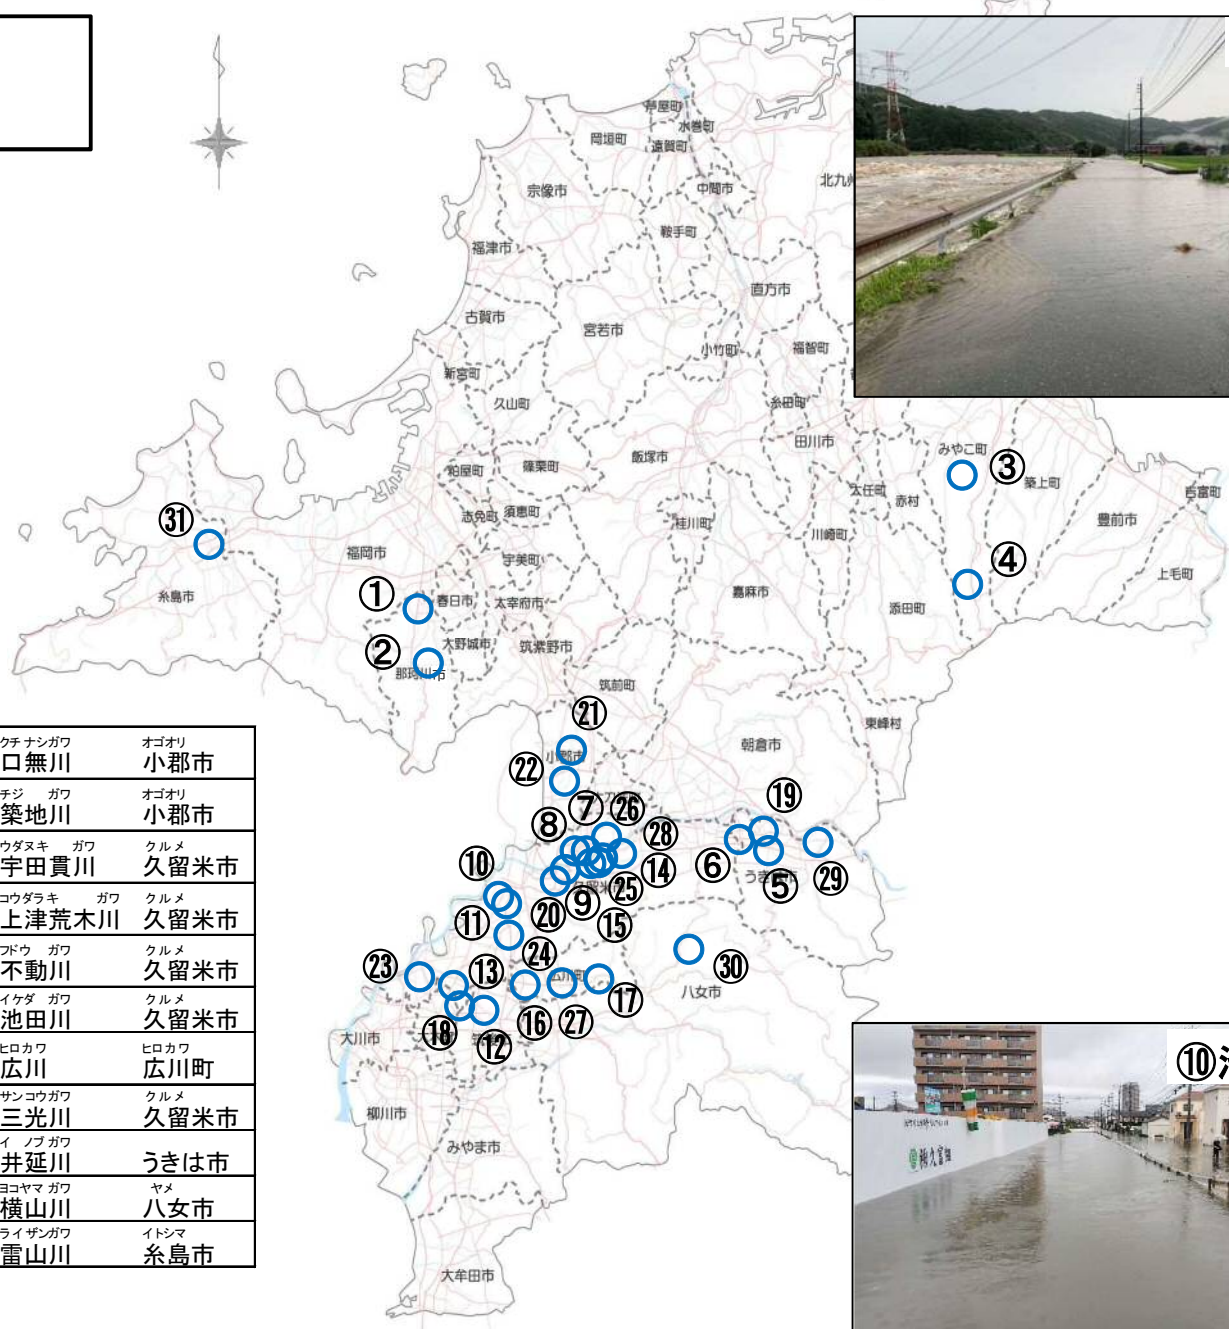 芦屋町
水巻町
岡垣町
遠賀町
宗像市
中間市
北九州
鞍手町
福津市
直方市
古賀市
宮若市
小竹町
福智町
新宮町
久山町
糸田町
田川市
みやこ町
③
粕屋町
篠栗町
飯塚市
築上町
大任町
赤村
吉富町
㉛
志免町
須恵町
桂川町
川崎町
豊前市
福岡市
宇美町
④
上毛町
糸島市
①
春日市
太宰府市
嘉麻市
添田町
②
大野城市
筑紫野市
那珂川市
筑前町
㉑
東峰村
小郡市
朝倉市
㉒
⑦
㉖
⑲
⑧
㉘
⑥
うきは市
⑤
㉙
⑩
久留米市
㉕
⑭
⑪
⑳
⑨
⑮
㉔
㉓
⑬
広川町
⑰
㉚
八女市
⑱
⑫
⑯
㉗
大川市
柳川市
みやま市
大牟田市
クチナシガワ オゴオリ
口無川 小郡市
チジ ガワ オゴオリ
築地川 小郡市
ウダヌキ ガワ クルメ
宇田貫川 久留米市
コウダラキ ガワ クルメ
上津荒木川 久留米市
フドウ ガワ クルメ
不動川 久留米市
イケダ ガワ クルメ
池田川 久留米市
ヒロカワ ヒロカワ
広川 広川町
サンコウガワ クルメ
三光川 久留米市
イ ノブガワ
井延川 うきは市
ヨコヤマ ガワ ヤメ
横山川 八女市
ライザンガワ イトシマ
雷山川 糸島市
⑩